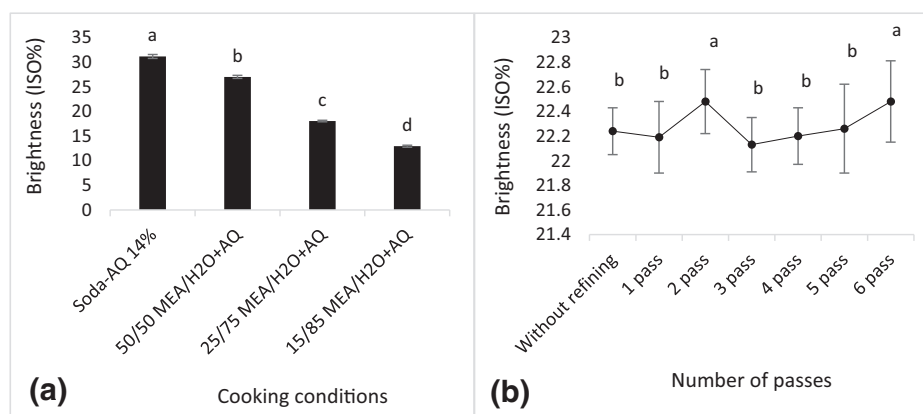 Brightness (ISO%)
35
30
25
20
15
10
5
0
a
b
c
d
Soda-AQ 14%
50/50 MEA/H2O+AQ
25/75 MEA/H2O+AQ
15/85 MEA/H2O+AQ
(a)
Cooking conditions
Brightness (ISO%)
23
22.8
22.6
22.4
22.2
22
21.8
21.6
21.4
b
b
a
b
b
b
a
Without refining
1 pass
2 pass
3 pass
4 pass
5 pass
6 pass
(b)
Number of passes